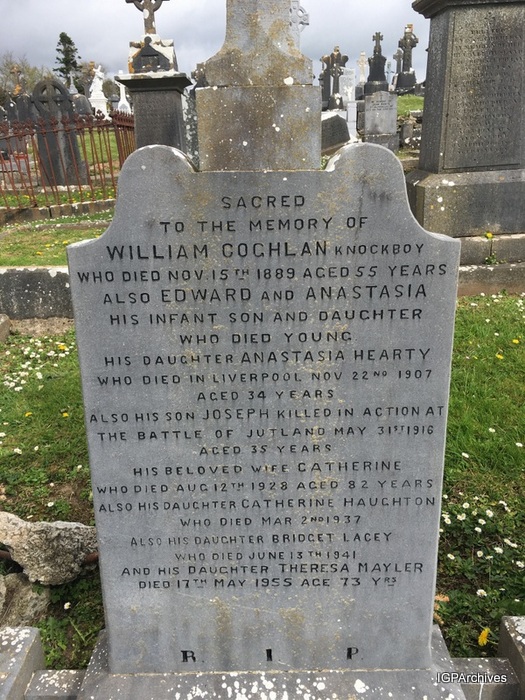 SACRED
TO THE MEMORY OF
WILLIAM COGHLAN KNOCKBOY
WHO DIED NOV. 15TH 1889 AGED 55 YEARS
ALSO EDWARD AND ANASTASIA
HIS INFANT SON AND DAUGHTER
WHO DIED YOUNG
HIS DAUGHTER ANASTASIA HEARTY
WHO DIED IN LIVERPOOL NOV 22ND 1907
AGED 34 YEARS
ALSO HIS SON JOSEPH KILLED IN ACTION AT
THE BATTLE OF JUTLAND MAY 31ST 1916
AGED 35 YEARS
HIS BELOVED WIFE CATHERINE
WHO DIED AUG 12TH 1928 AGED 82 YEARS
ALSO HIS DAUGHTER CATHERINE HAUGHTON
WHO DIED MAR 2ND 1937
ALSO HIS DAUGHTER BRIDGET LACEY
WHO DIED JUNE 13TH 1941
AND HIS DAUGHTER THERESA MAYLER
DIED 17TH MAY 1955 AGE 73 YRS
R I P
IGPArchives